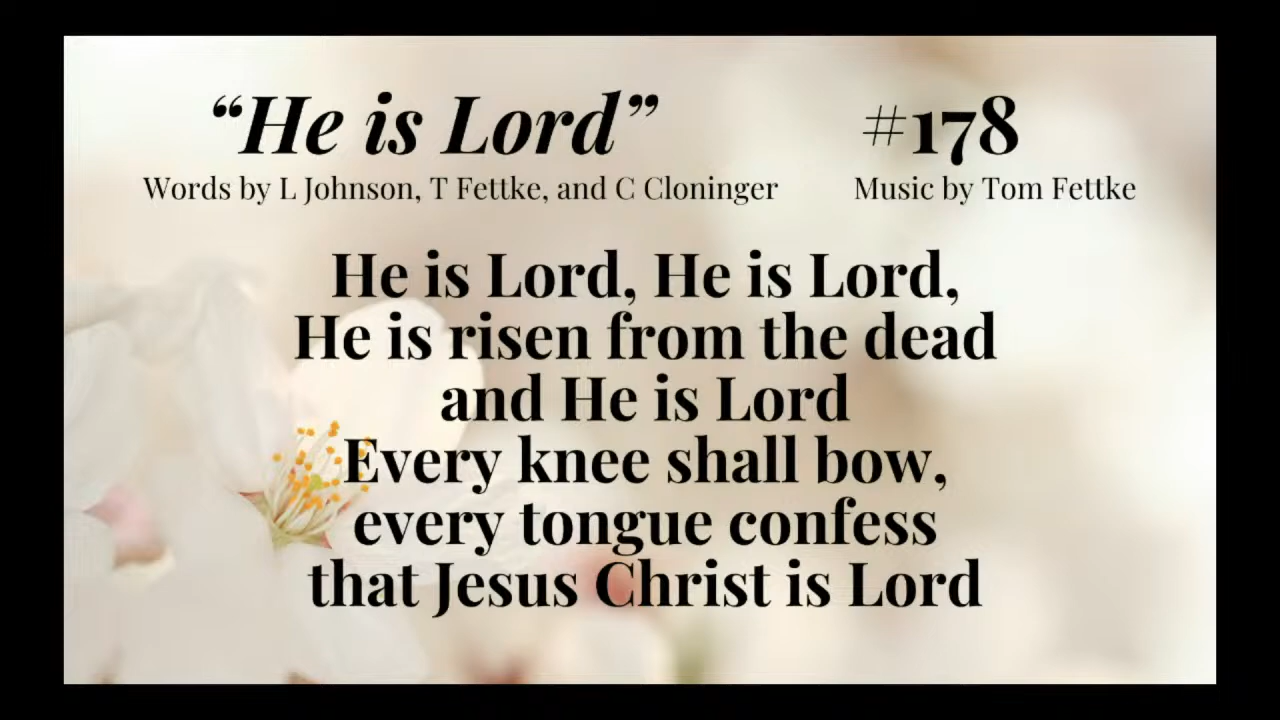 “He is Lord” #178
Words by L Johnson, T Fettke, and C Cloninger Music by Tom Fettke
He is Lord, He is Lord,
He is risen from the dead
and He is Lord
Every knee shall bow,
every tongue confess
that Jesus Christ is Lord